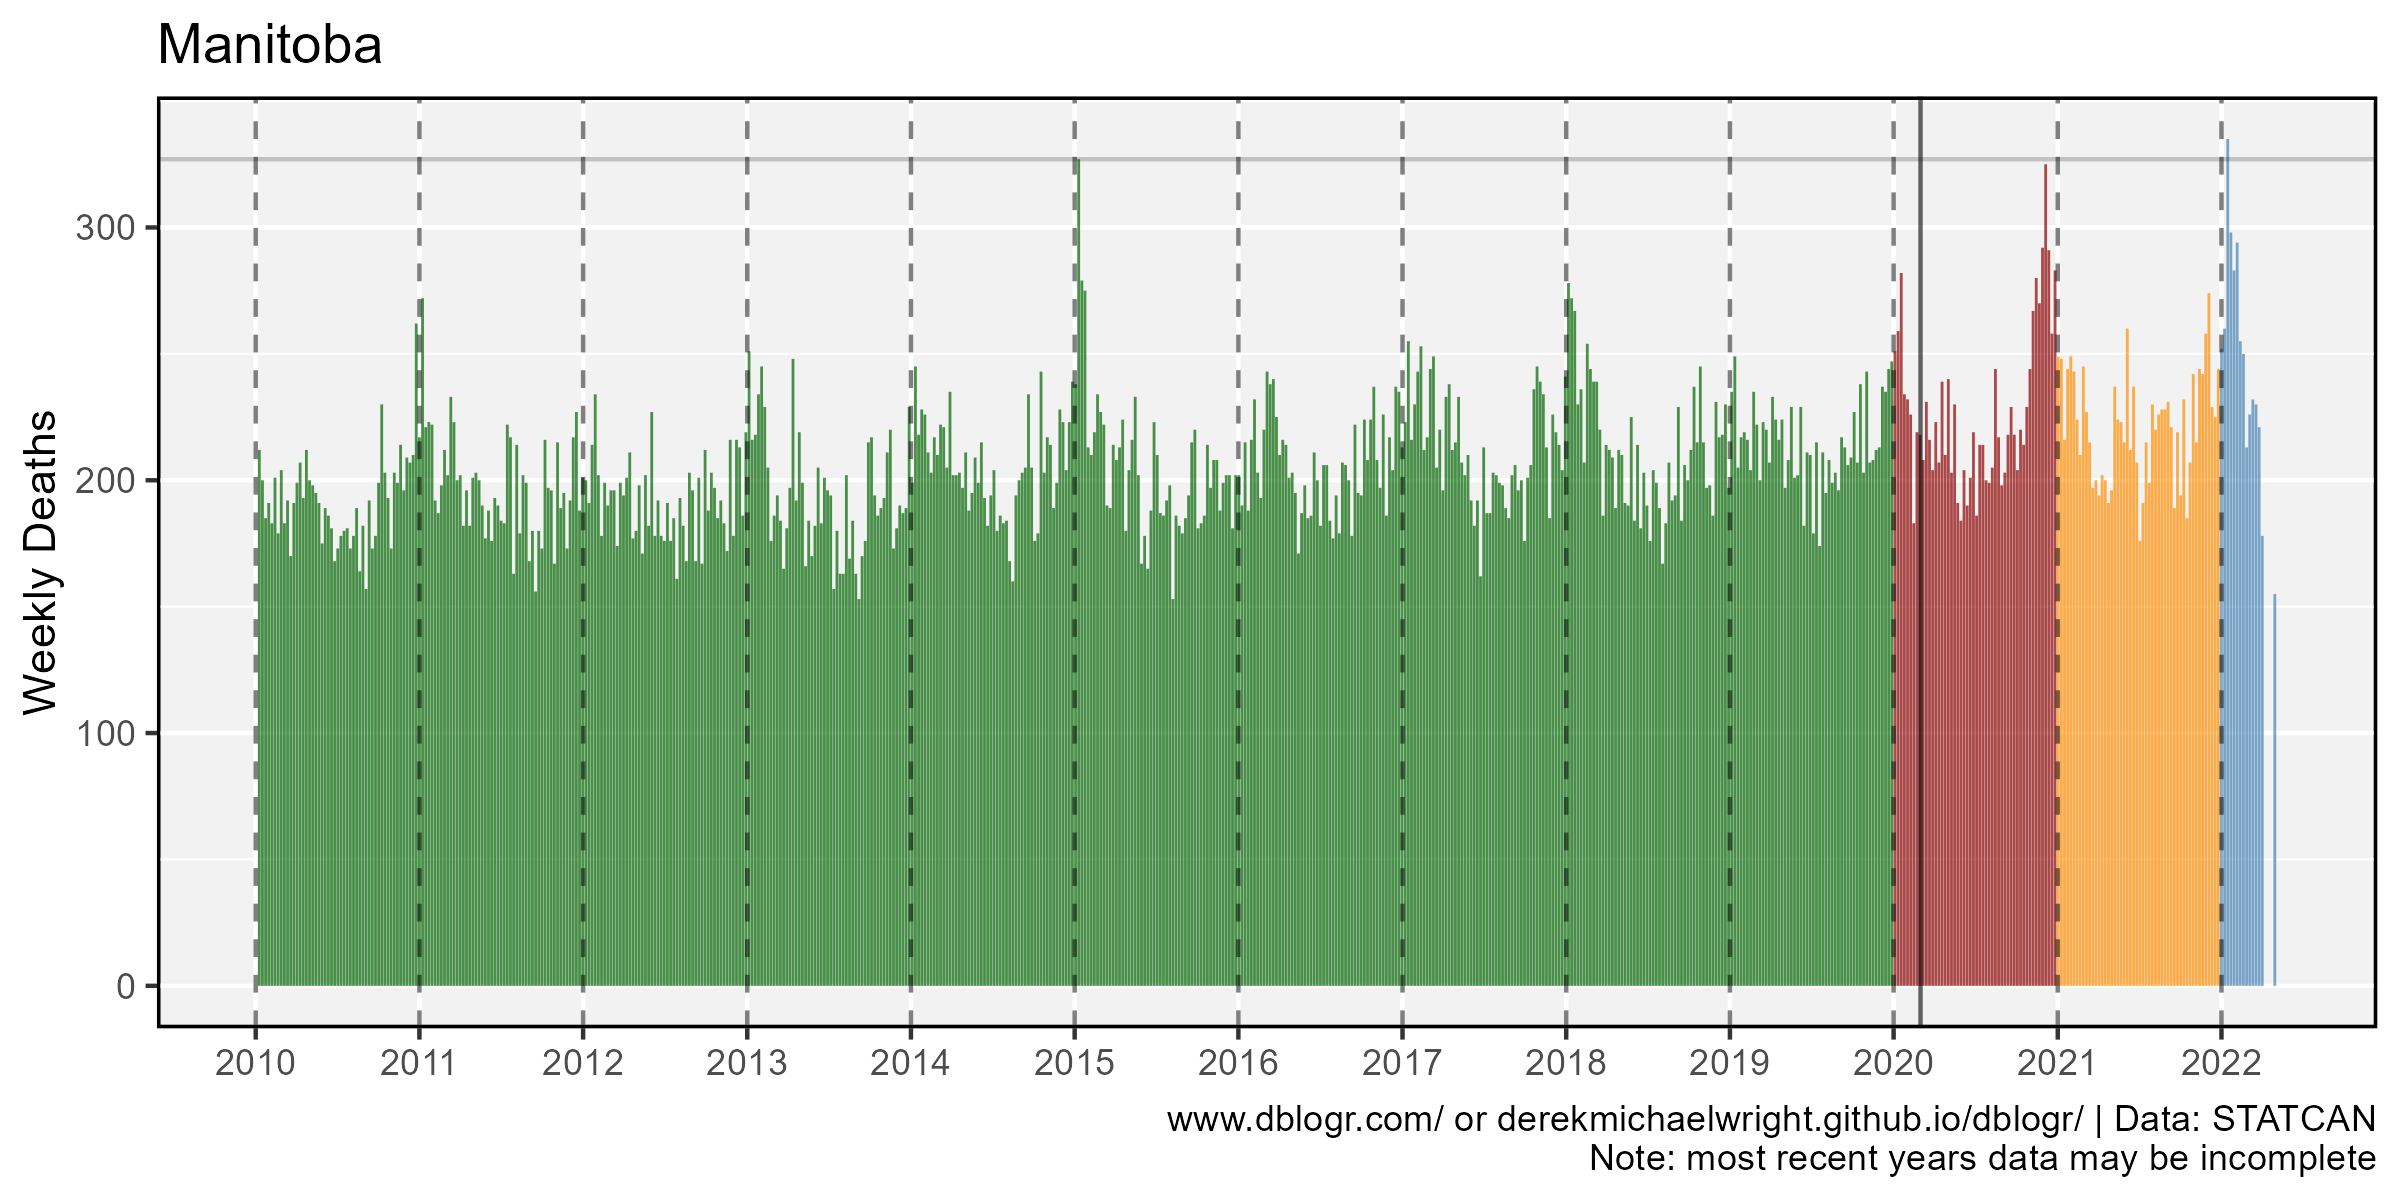 Manitoba
Weekly Deaths
300
200
100
0
2010 2011 2012 2013 2014 2015 2016 2017 2018 2019 2020 2021 2022
www.dblogr.com/ or derekmichaelwright.github.io/dblogr/ | Data: STATCAN
Note: most recent years data may be incomplete